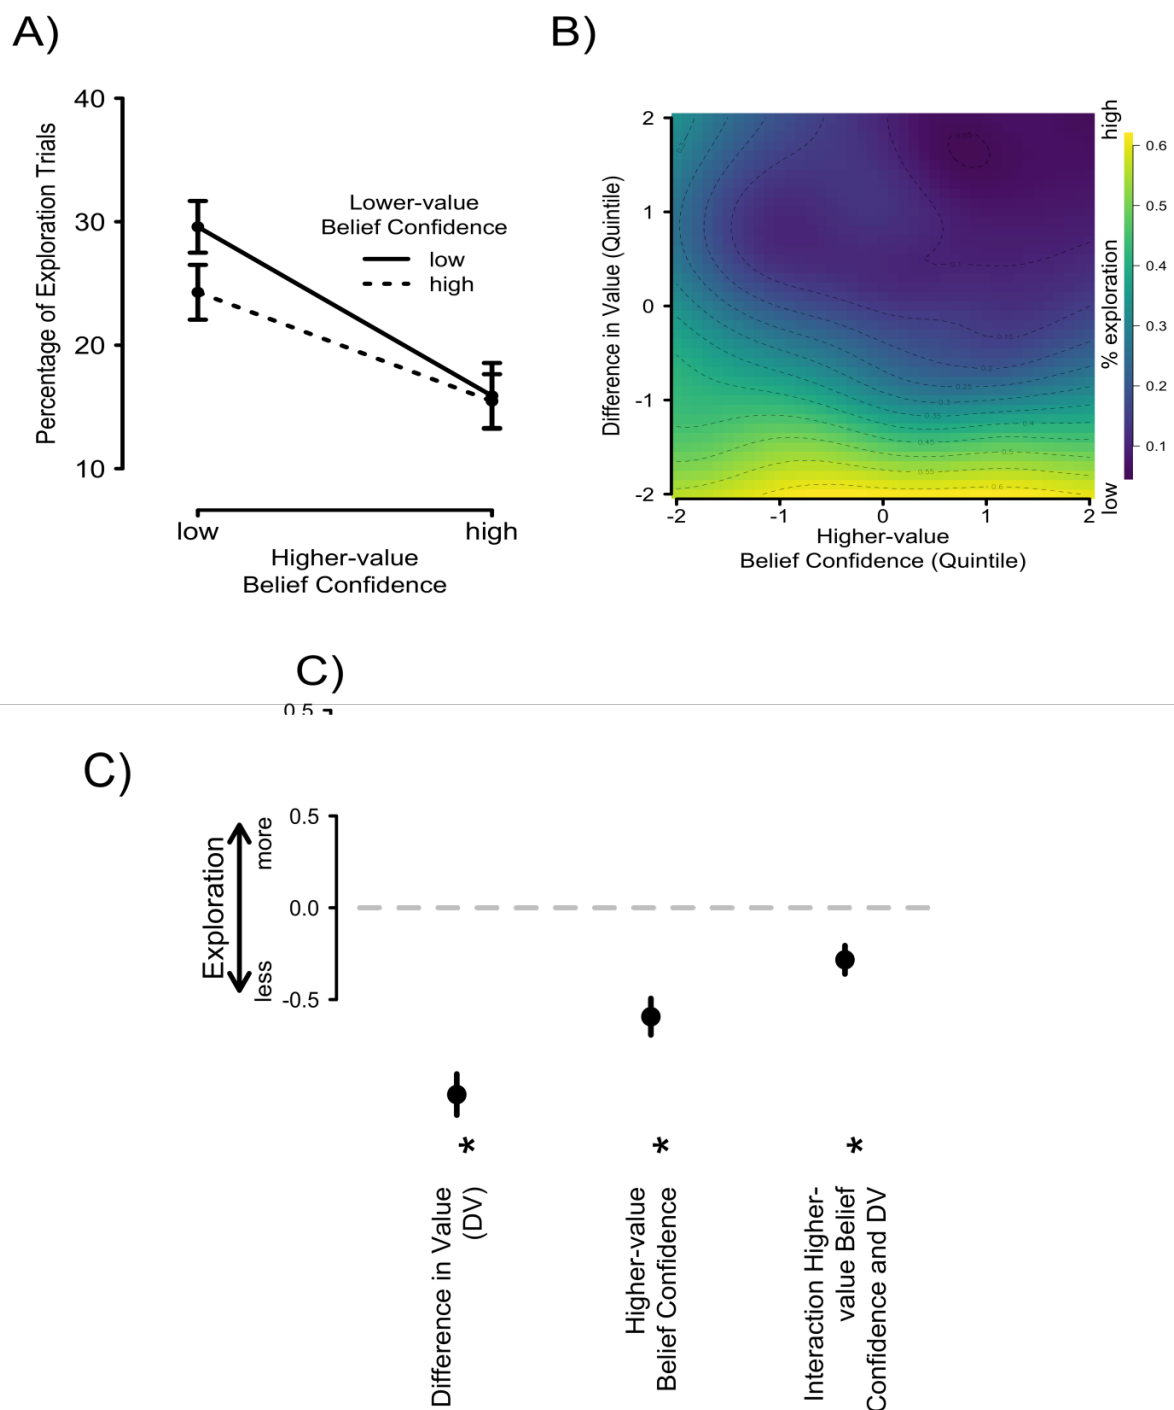 A)
40
30
20
10
Percentage of Exploration Trials
Lower-value
Belief Confidence
low
high
low
high
Higher-value
Belief Confidence
B)
2
1
0
-1
-2
Difference in Value (Quintile)
-2
-1
0
1
2
Higher-value
Belief Confidence (Quintile)
high
% exploration
low
0.6
0.5
0.4
0.3
0.2
0.1
C)
0.5
C)
Exploration
more
less
0.5
0.0
-0.5
*
*
*
Difference in Value
(DV)
Higher-value
Belief Confidence
Interaction Higher-
value Belief
Confidence and DV